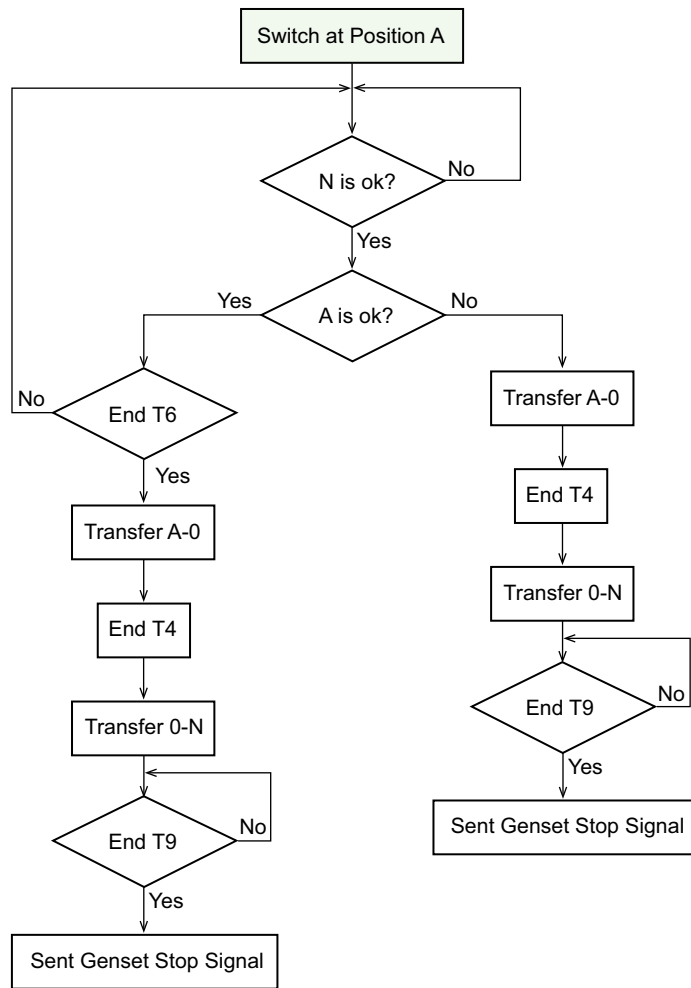 Switch at Position A
N is ok?
No
Yes
Yes
A is ok?
No
No
End T6
Yes
Transfer A-0
End T4
Transfer 0-N
End T9
No
Yes
Sent Genset Stop Signal
Transfer A-0
End T4
Transfer 0-N
End T9
No
Yes
Sent Genset Stop Signal